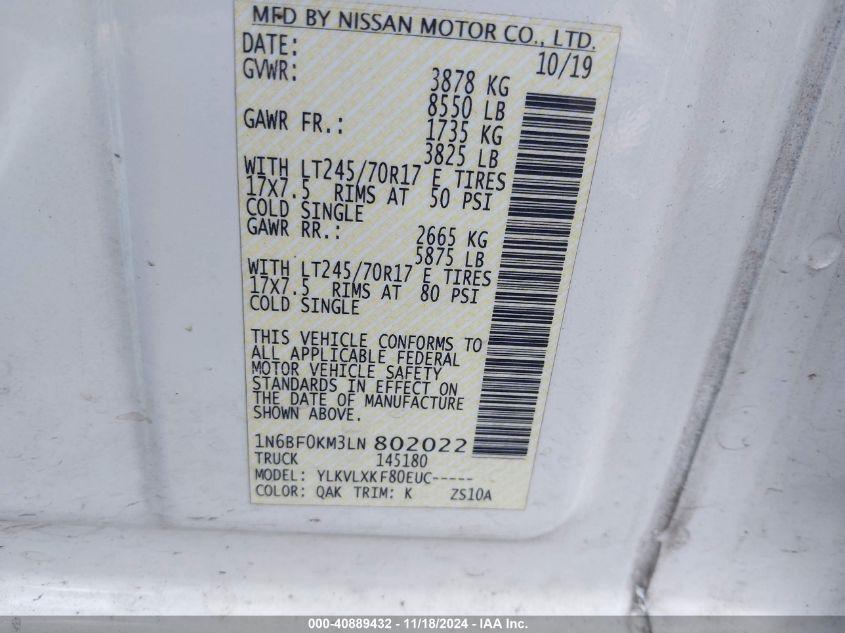 MFD BY NISSAN MOTOR CO., LTD.
DATE: 10/19
GVWR: 3878 KG
8550 LB
GAWR FR.: 1735 KG
3825 LB
WITH LT245/70R17 E TIRES
17X7.5 RIMS AT 50 PSI
COLD SINGLE
GAWR RR.: 2665 KG
5875 LB
WITH LT245/70R17 E TIRES
17X7.5 RIMS AT 80 PSI
COLD SINGLE
THIS VEHICLE CONFORMS TO
ALL APPLICABLE FEDERAL
MOTOR VEHICLE SAFETY
STANDARDS IN EFFECT ON
THE DATE OF MANUFACTURE
SHOWN ABOVE.
1N6BF0KM3LN 802022
TRUCK 145180
MODEL: YLKVLXKF80EUC-----
COLOR: QAK TRIM: K ZS10A
000-40889432 - 11/18/2024 - IAA Inc.